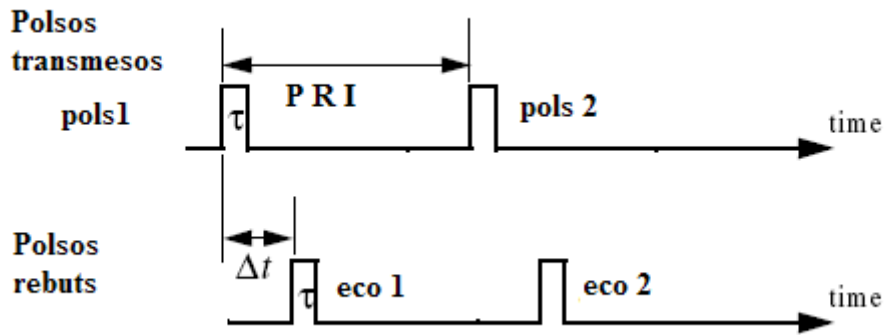 Polsos
transmesos
pols1
τ
P R I
pols 2
time
Polsos
rebuts
Δt
τ
eco 1
eco 2
time